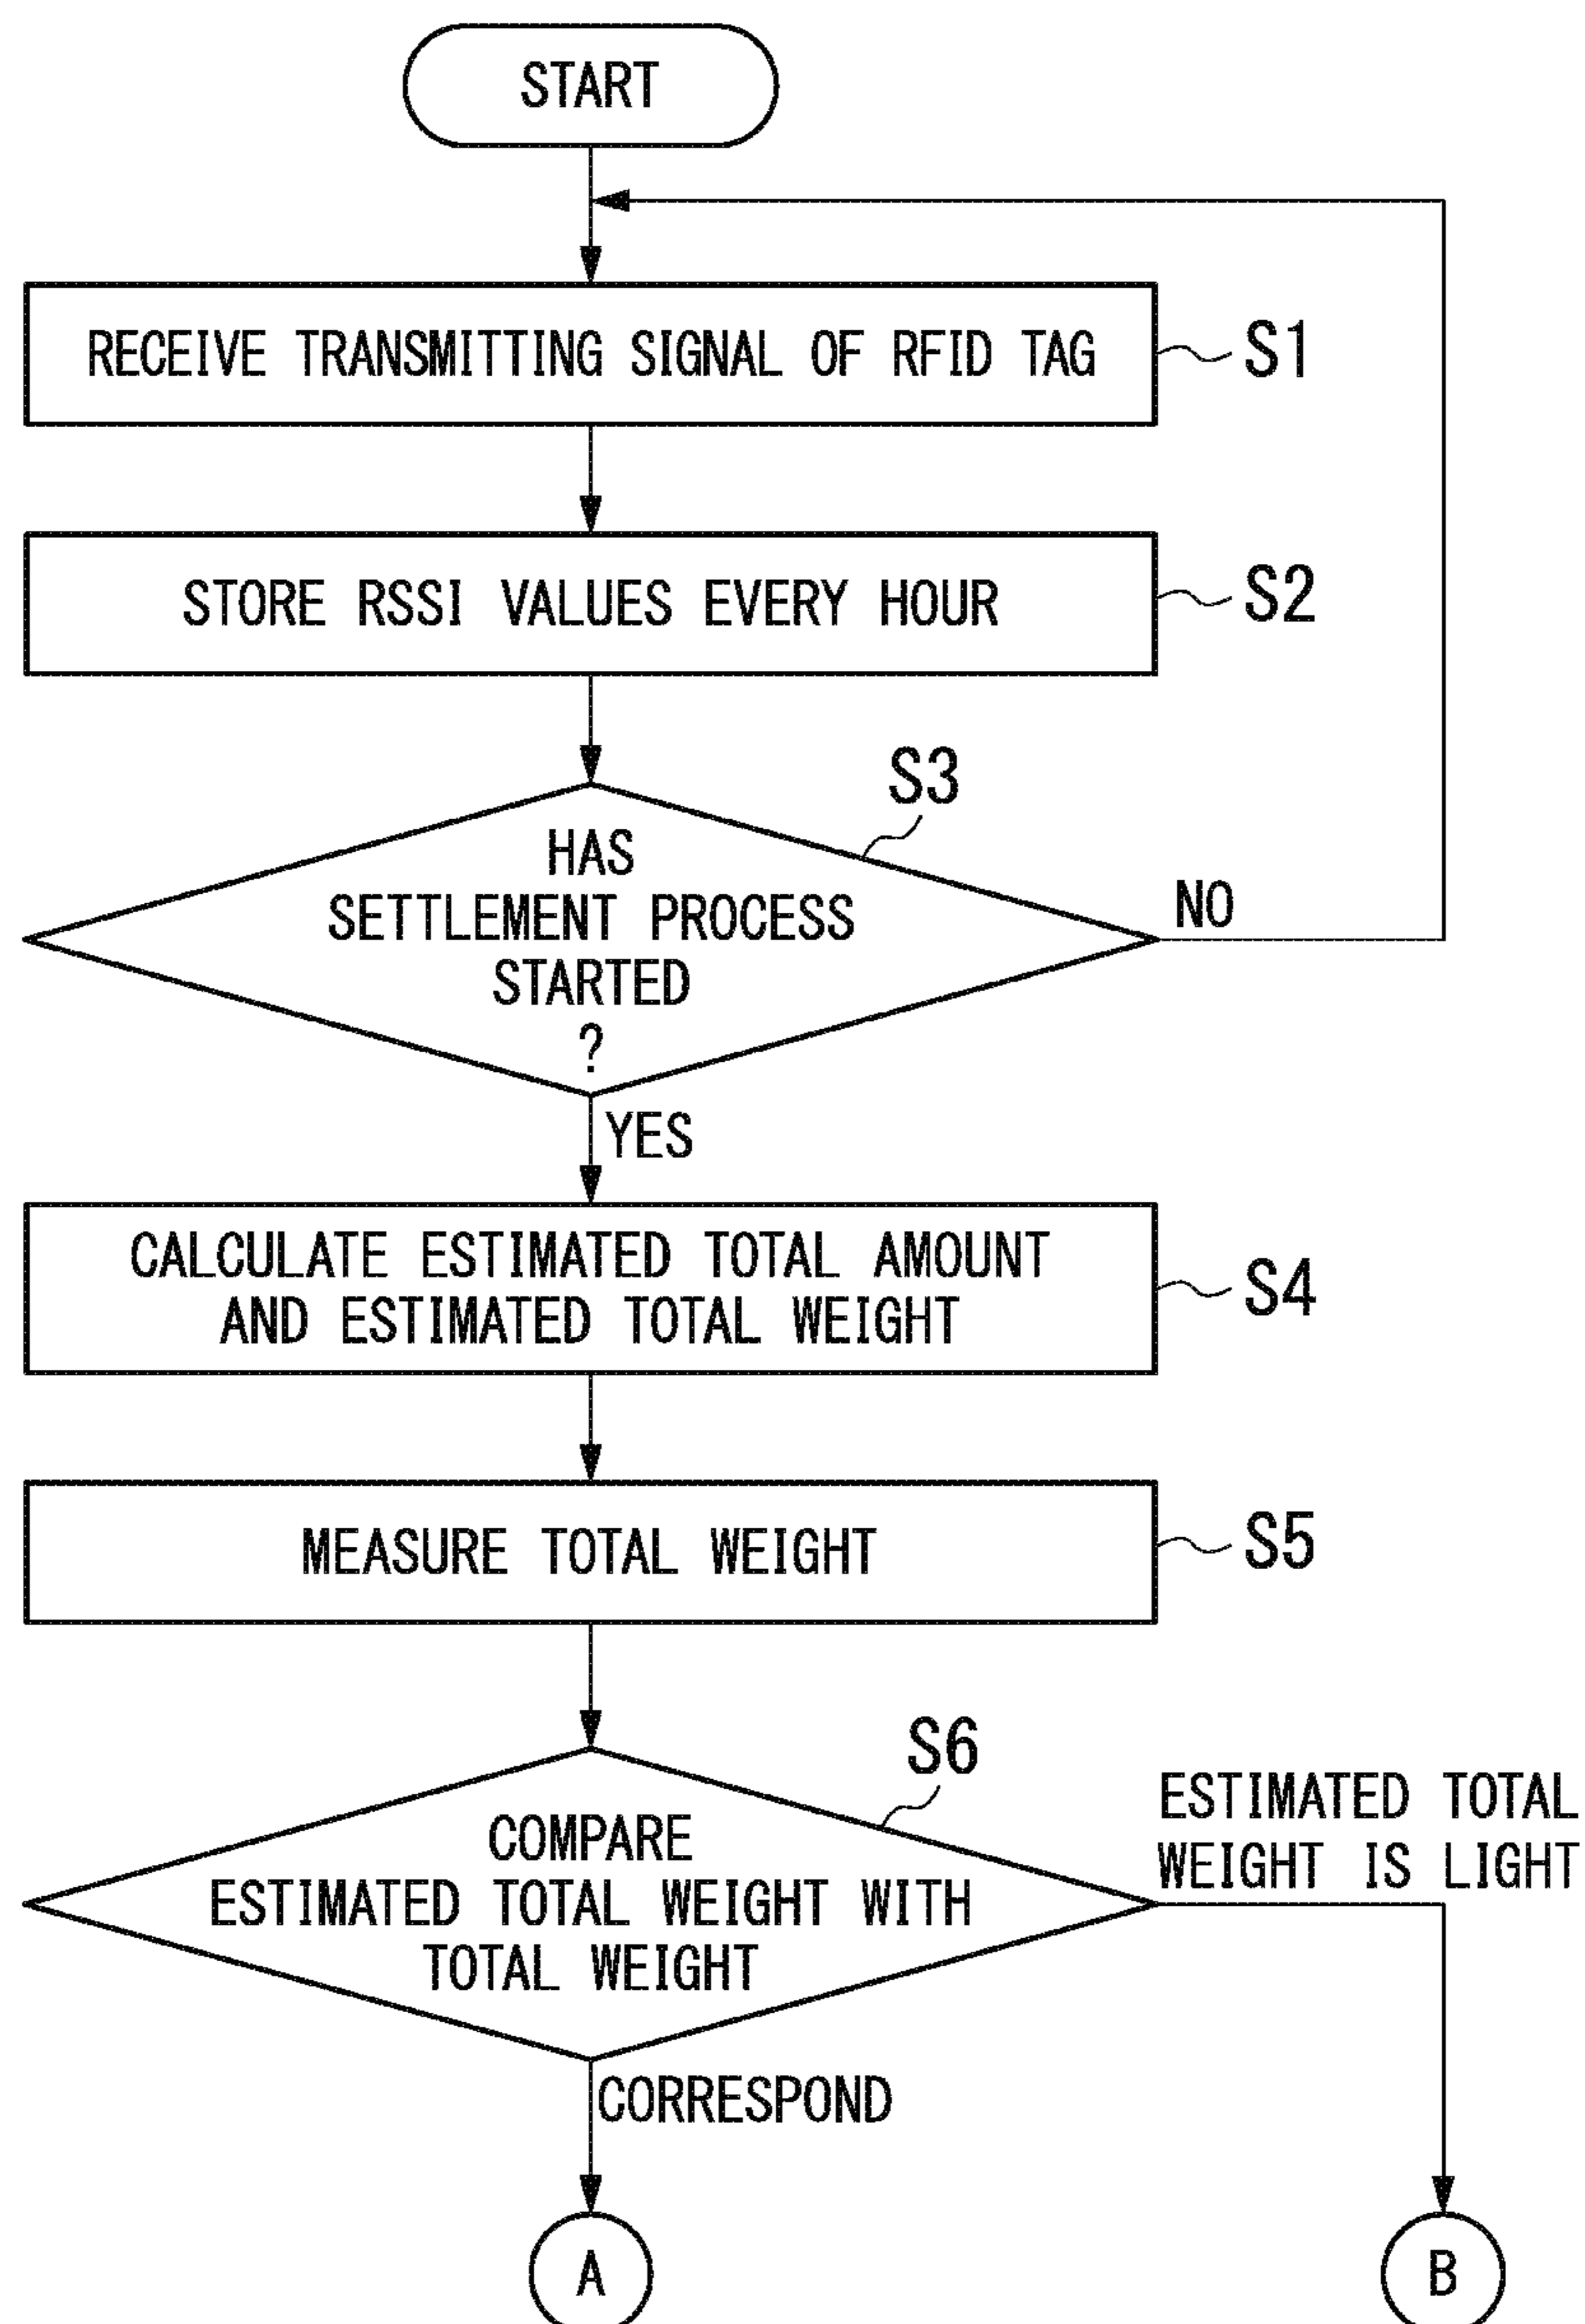 START
RECEIVE TRANSMITTING SIGNAL OF RFID TAG
S1
STORE RSSI VALUES EVERY HOUR
S2
S3
HAS
SETTLEMENT PROCESS
STARTED
?
NO
YES
CALCULATE ESTIMATED TOTAL AMOUNT
AND ESTIMATED TOTAL WEIGHT
S4
MEASURE TOTAL WEIGHT
S5
S6
COMPARE
ESTIMATED TOTAL WEIGHT WITH
TOTAL WEIGHT
ESTIMATED TOTAL
WEIGHT IS LIGHT
CORRESPOND
A
B